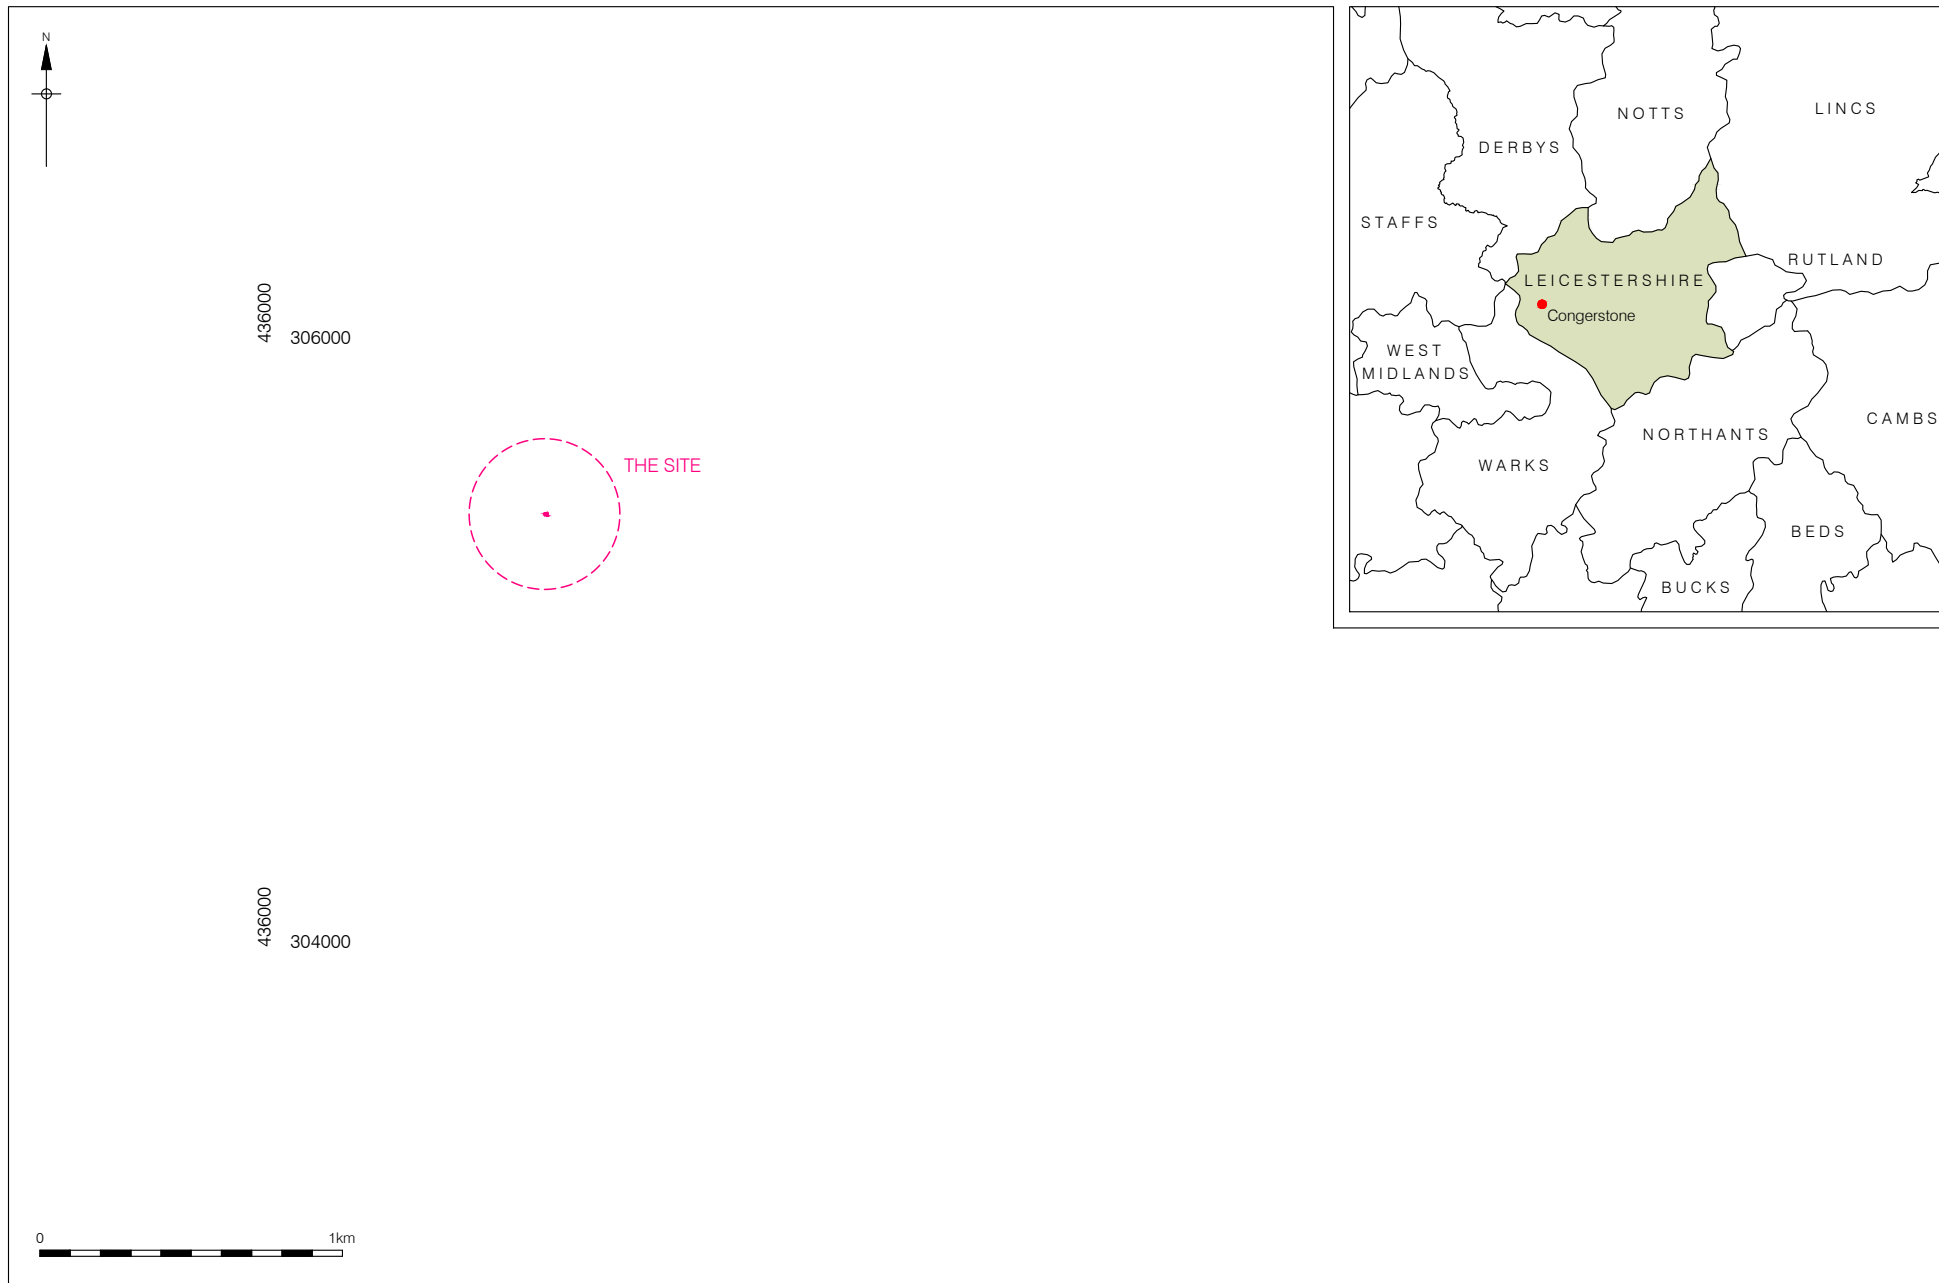 N
436000
306000
THE SITE
436000
304000
0
1km
NOTTS
LINCS
DERBYS
STAFFS
RUTLAND
LEICESTERSHIRE
Congerstone
WEST
MIDLANDS
CAMBS
NORTHANTS
WARKS
BEDS
BUCKS